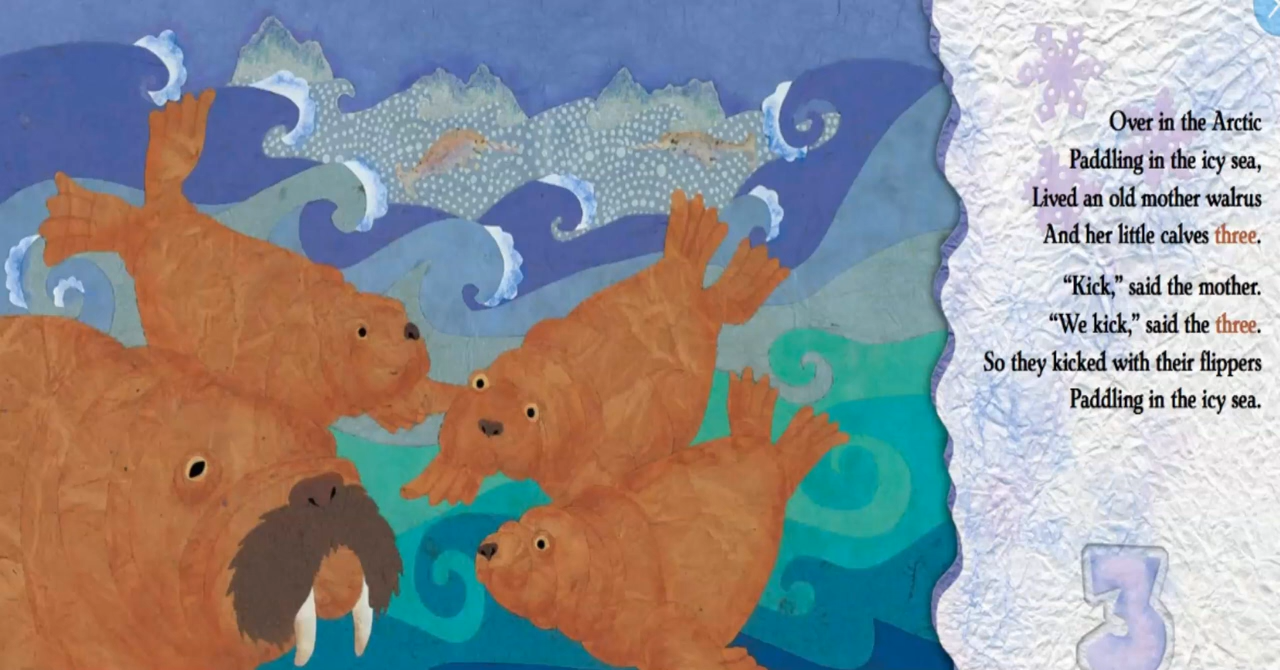 Over in the Arctic
Paddling in the icy sea,
Lived an old mother walrus
And her little calves three.
“Kick,” said the mother.
“We kick,” said the three.
So they kicked with their flippers
Paddling in the icy sea.
3